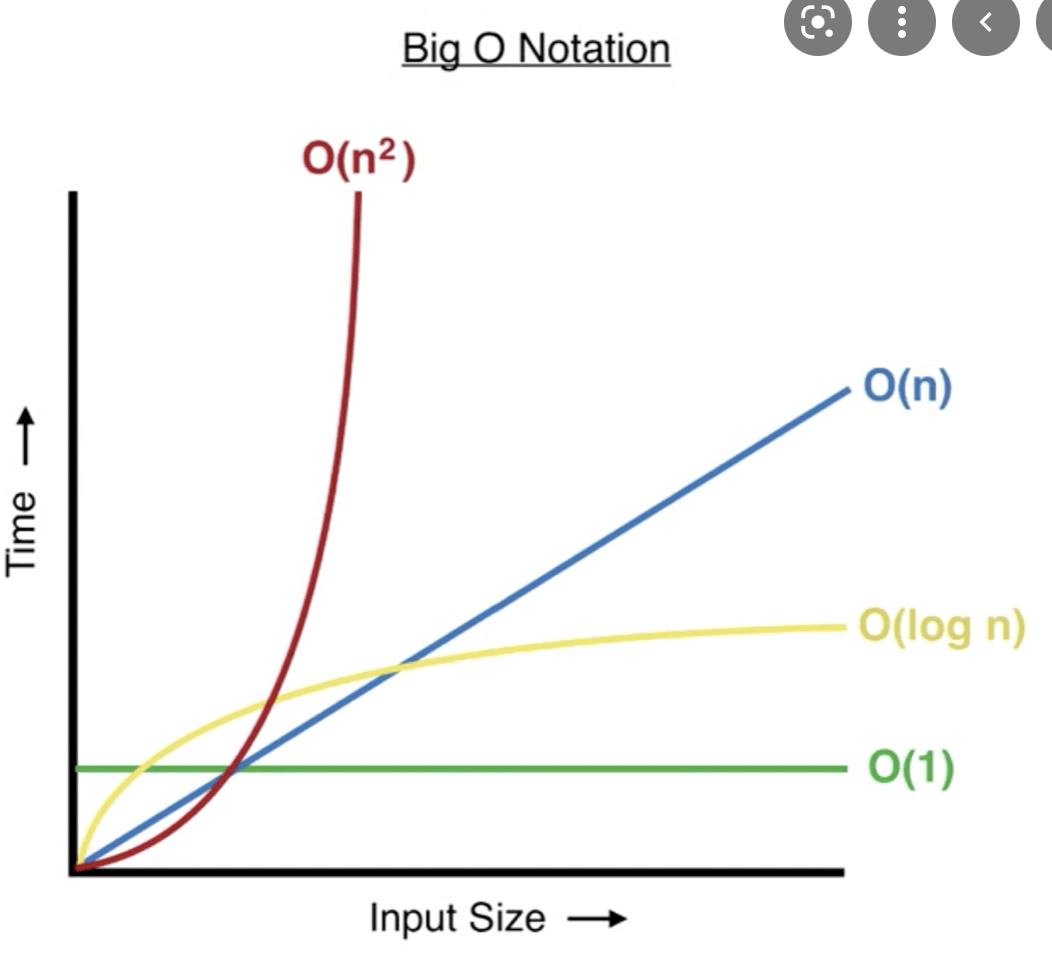 Big O Notation
O(n²)
O(n)
Time
O(log n)
O(1)
Input Size